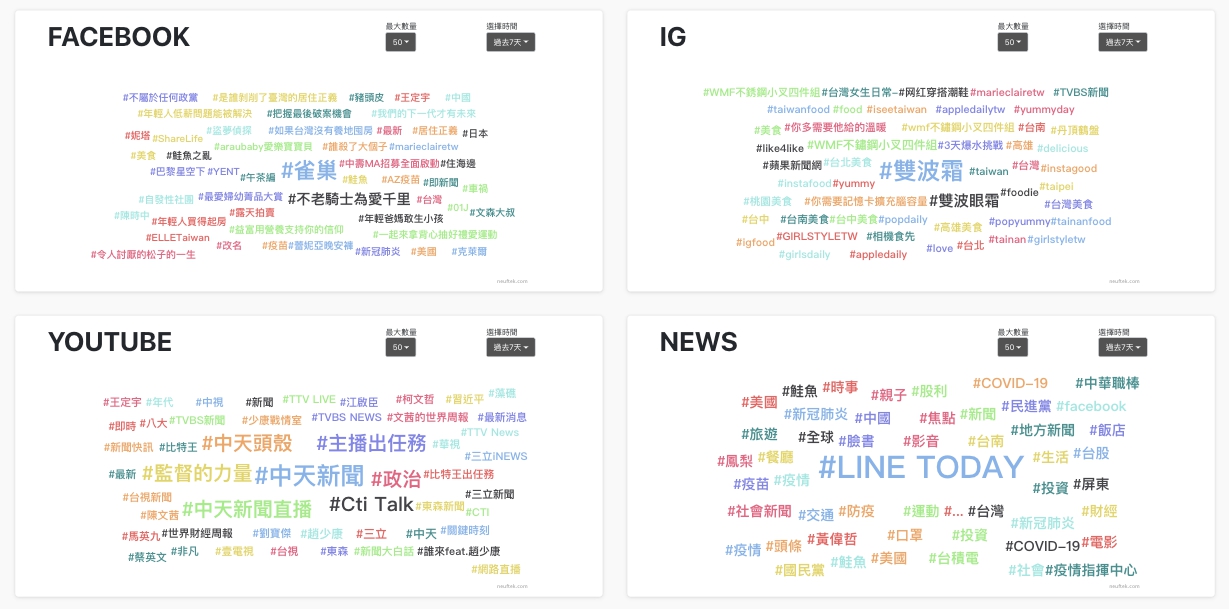 FACEBOOK
最大數量 選擇時間
50 過去7天
#不屬於任何政黨 #是誰剝削了臺灣的居住正義 #豬頭皮 #王定宇 #中國
#年輕人低薪問題能被解決 #把握最後破案機會 #我們的下一代才有未來
#妮塔 #ShareLife #盜夢偵探 #如果台灣沒有養地囤房 #最新 #居住正義 #日本
#araubaby愛樂寶寶貝 #誰殺了大個子 #marieclairetw
#美食 #鮭魚之亂
#巴黎星空下 #YENT #午茶編 #雀巢 #中壽MA招募全面啟動 #住海邊
#鮭魚 #AZ疫苗 #即新聞 #車禍
#自發性社團 #最愛婦幼菁品大賞 #不老騎士為愛千里 #台灣 #01J
#陳時中 #年輕人買得起房 #露天拍賣 #年輕爸媽敢生小孩 #文森大叔
#益富用營養支持你的信仰
#ELLETaiwan #改名 #疫苗 #蕾妮亞晚安褲 #一起來拿背心抽好禮愛運動
#令人討厭的松子的一生 #新冠肺炎 #美國 #克萊爾
neuftek.com
IG
最大數量 選擇時間
50 過去7天
#WMF不銹鋼小叉四件組 #台灣女生日常- #网红穿搭潮鞋 #marieclairetw #TVBS新聞
#taiwanfood #food #iseetaiwan #appledailytw #yummyday
#美食 #你多需要他給的溫暖 #wmf不鏽鋼小叉四件組 #台南 #丹頂鶴盤
#like4like #WMF不鏽鋼小叉四件組 #3天爆水挑戰 #高雄 #delicious
#蘋果新聞網 #台北美食 #雙波霜 #taiwan #台灣 #instagood
#instafood #yummy #foodie #taipei
#桃園美食 #你需要記憶卡擴充腦容量 #雙波眼霜 #台灣美食
#台中 #台南美食 #台中美食 #popdaily #高雄美食 #popyummy #tainanfood
#igfood #GIRLSTYLETW #相機食先 #love #台北 #tainan #girlstyletw
#girlsdaily #appledaily
neuftek.com
YOUTUBE
最大數量 選擇時間
50 過去7天
#王定宇 #年代 #中視 #新聞 #TTV LIVE #江啟臣 #柯文哲 #習近平 #藻礁
#即時 #八大 #TVBS新聞 #少康戰情室 #TVBS NEWS #文茜的世界周報 #最新消息
#新聞快訊 #比特王 #中天頭殼 #主播出任務 #華視 #TTV News
#三立iNEWS
#最新 #監督的力量 #中天新聞 #政治 #比特王出任務
#台視新聞 #中天新聞直播 #Cti Talk #東森新聞 #三立新聞
#陳文茜 #CTI
#馬英九 #世界財經周報 #劉寶傑 #趙少康 #三立 #中天 #關鍵時刻
#蔡英文 #非凡 #壹電視 #台視 #東森 #新聞大白話 #誰來feat.趙少康
#網路直播
neuftek.com
NEWS
最大數量 選擇時間
50 過去7天
#美國 #鮭魚 #時事 #親子 #股利 #COVID-19 #中華職棒
#新冠肺炎 #中國 #焦點 #新聞 #民進黨 #facebook
#旅遊 #全球 #臉書 #影音 #台南 #地方新聞 #飯店
#鳳梨 #餐廳 #LINE TODAY #生活 #台股
#疫苗 #疫情 #投資 #屏東
#社會新聞 #交通 #防疫 #運動 #... #台灣 #新冠肺炎 #財經
#疫情 #頭條 #黃偉哲 #口罩 #投資 #COVID-19 #電影
#國民黨 #鮭魚 #美國 #台積電 #社會 #疫情指揮中心
neuftek.com